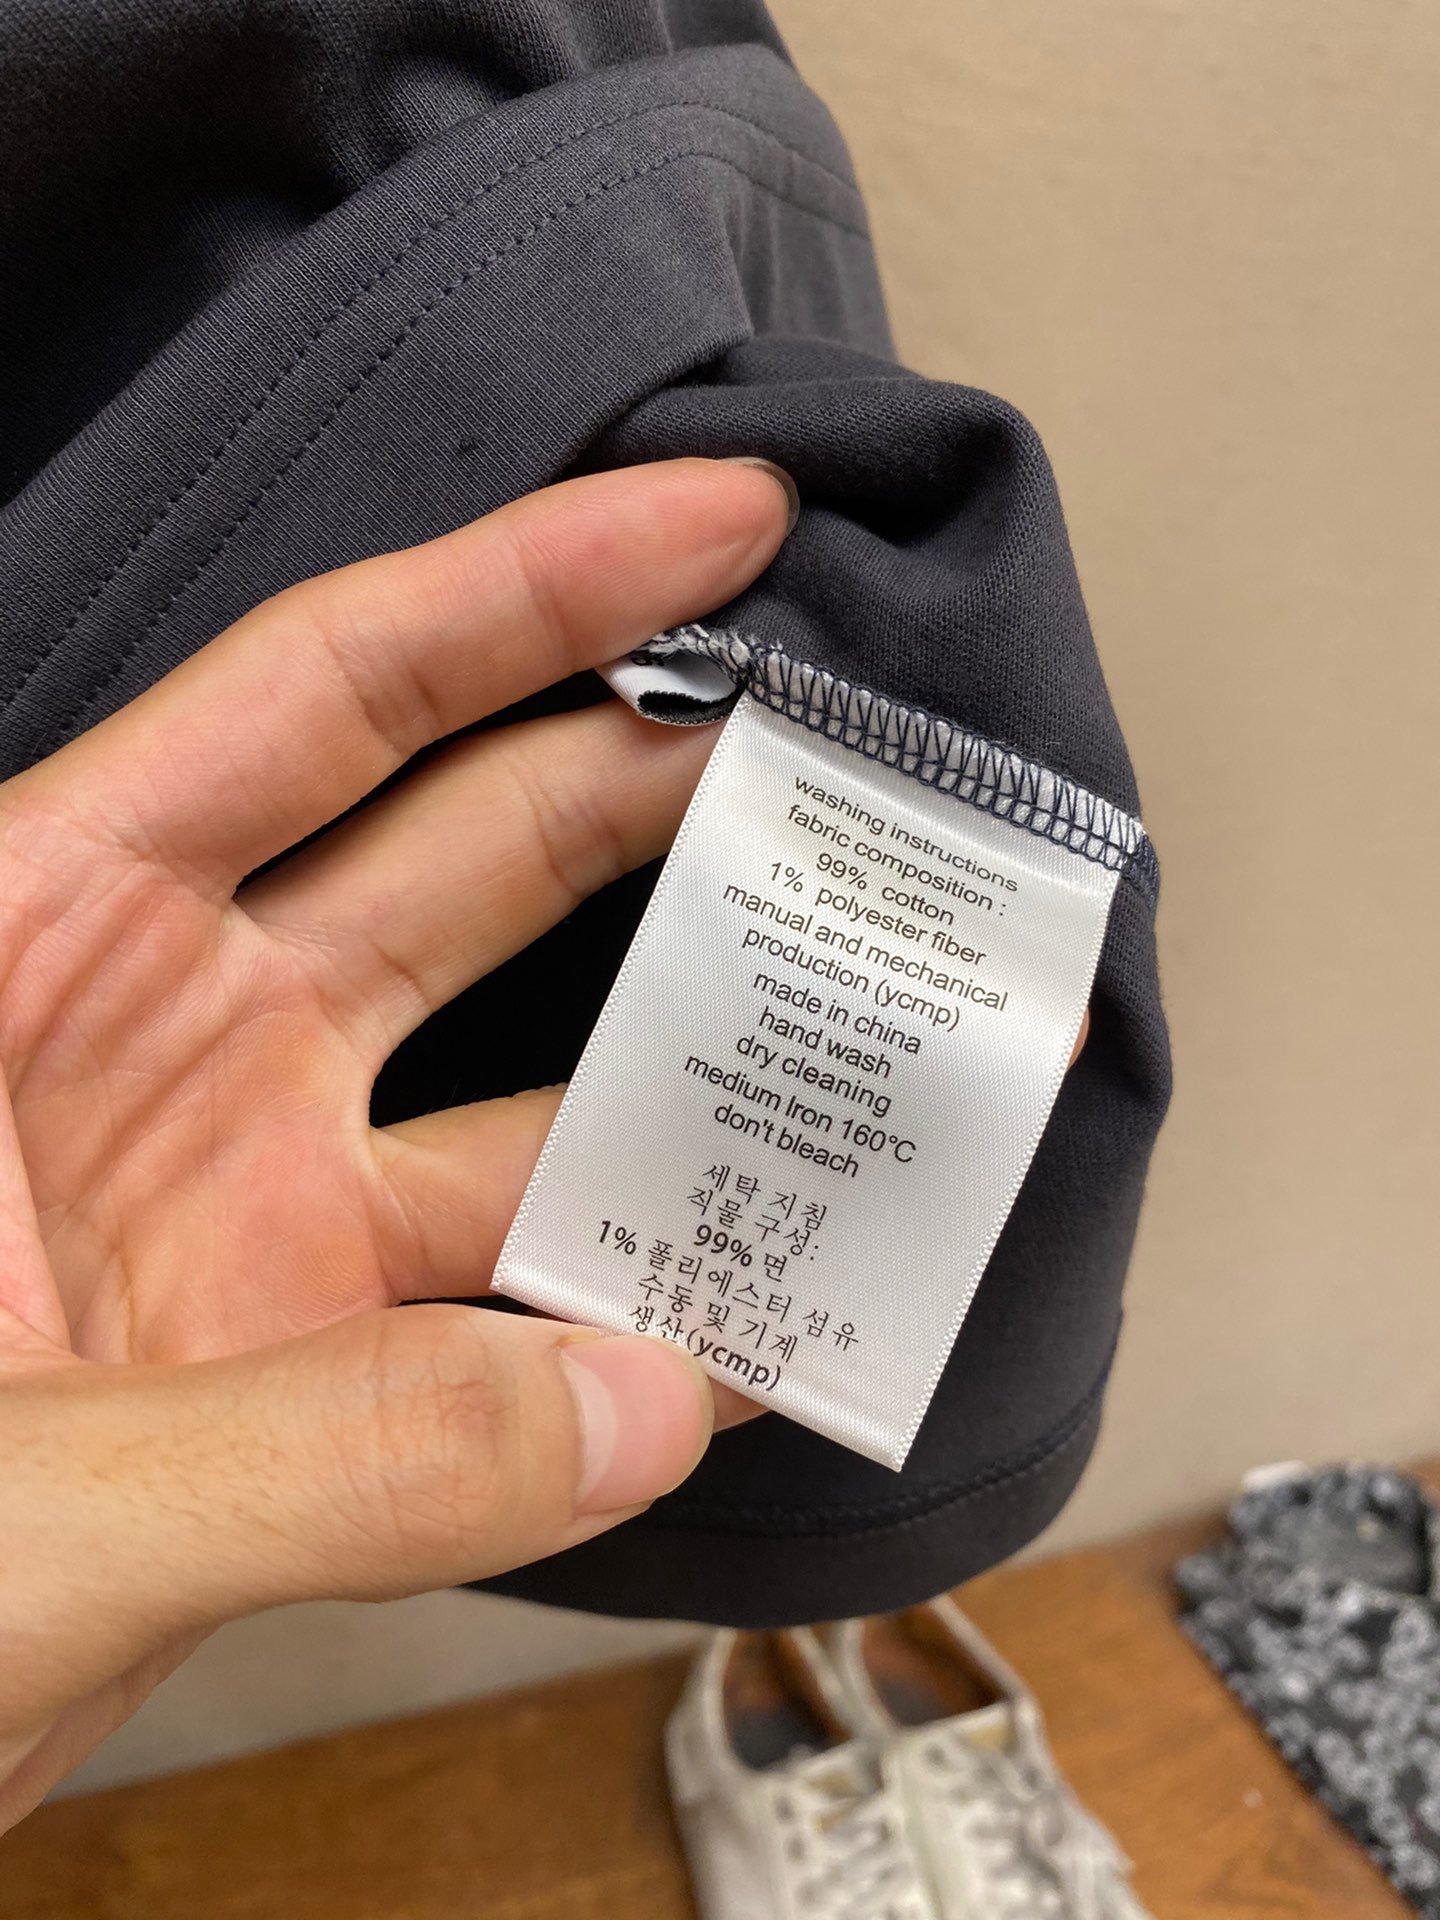 washing instructions
fabric composition :
99% cotton
1% polyester fiber
manual and mechanical
production (ycmp)
made in china
hand wash
dry cleaning
medium Iron 160°C
don't bleach
세탁 지침
직물 구성:
99% 면
1% 폴리에스터 섬유
수동 및 기계
생산(ycmp)